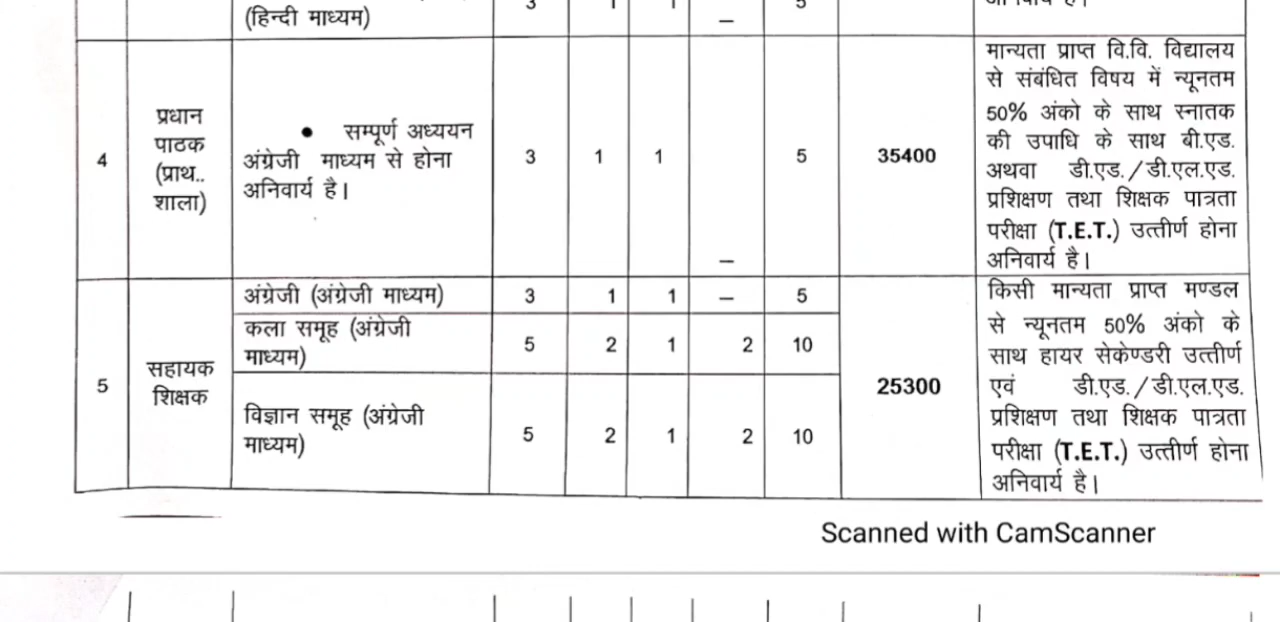 (हिन्दी माध्यम)
3 1 1 – 5
4
प्रधान
पाठक
(प्राथ..
शाला)
• सम्पूर्ण अध्ययन
अंग्रेजी माध्यम से होना
अनिवार्य है।
3 1 1 – 5
35400
मान्यता प्राप्त वि.वि. विद्यालय
से संबंधित विषय में न्यूनतम
50% अंको के साथ स्नातक
की उपाधि के साथ बी.एड.
अथवा डी.एड./डी.एल.एड.
प्रशिक्षण तथा शिक्षक पात्रता
परीक्षा (T.E.T.) उत्तीर्ण होना
अनिवार्य है।
5
सहायक
शिक्षक
अंग्रेजी (अंग्रेजी माध्यम) 3 1 1 – 5
कला समूह (अंग्रेजी
माध्यम)
5 2 1 2 10
विज्ञान समूह (अंग्रेजी
माध्यम)
5 2 1 2 10
25300
किसी मान्यता प्राप्त मण्डल
से न्यूनतम 50% अंको के
साथ हायर सेकेण्डरी उत्तीर्ण
एवं डी.एड./डी.एल.एड.
प्रशिक्षण तथा शिक्षक पात्रता
परीक्षा (T.E.T.) उत्तीर्ण होना
अनिवार्य है।
Scanned with CamScanner